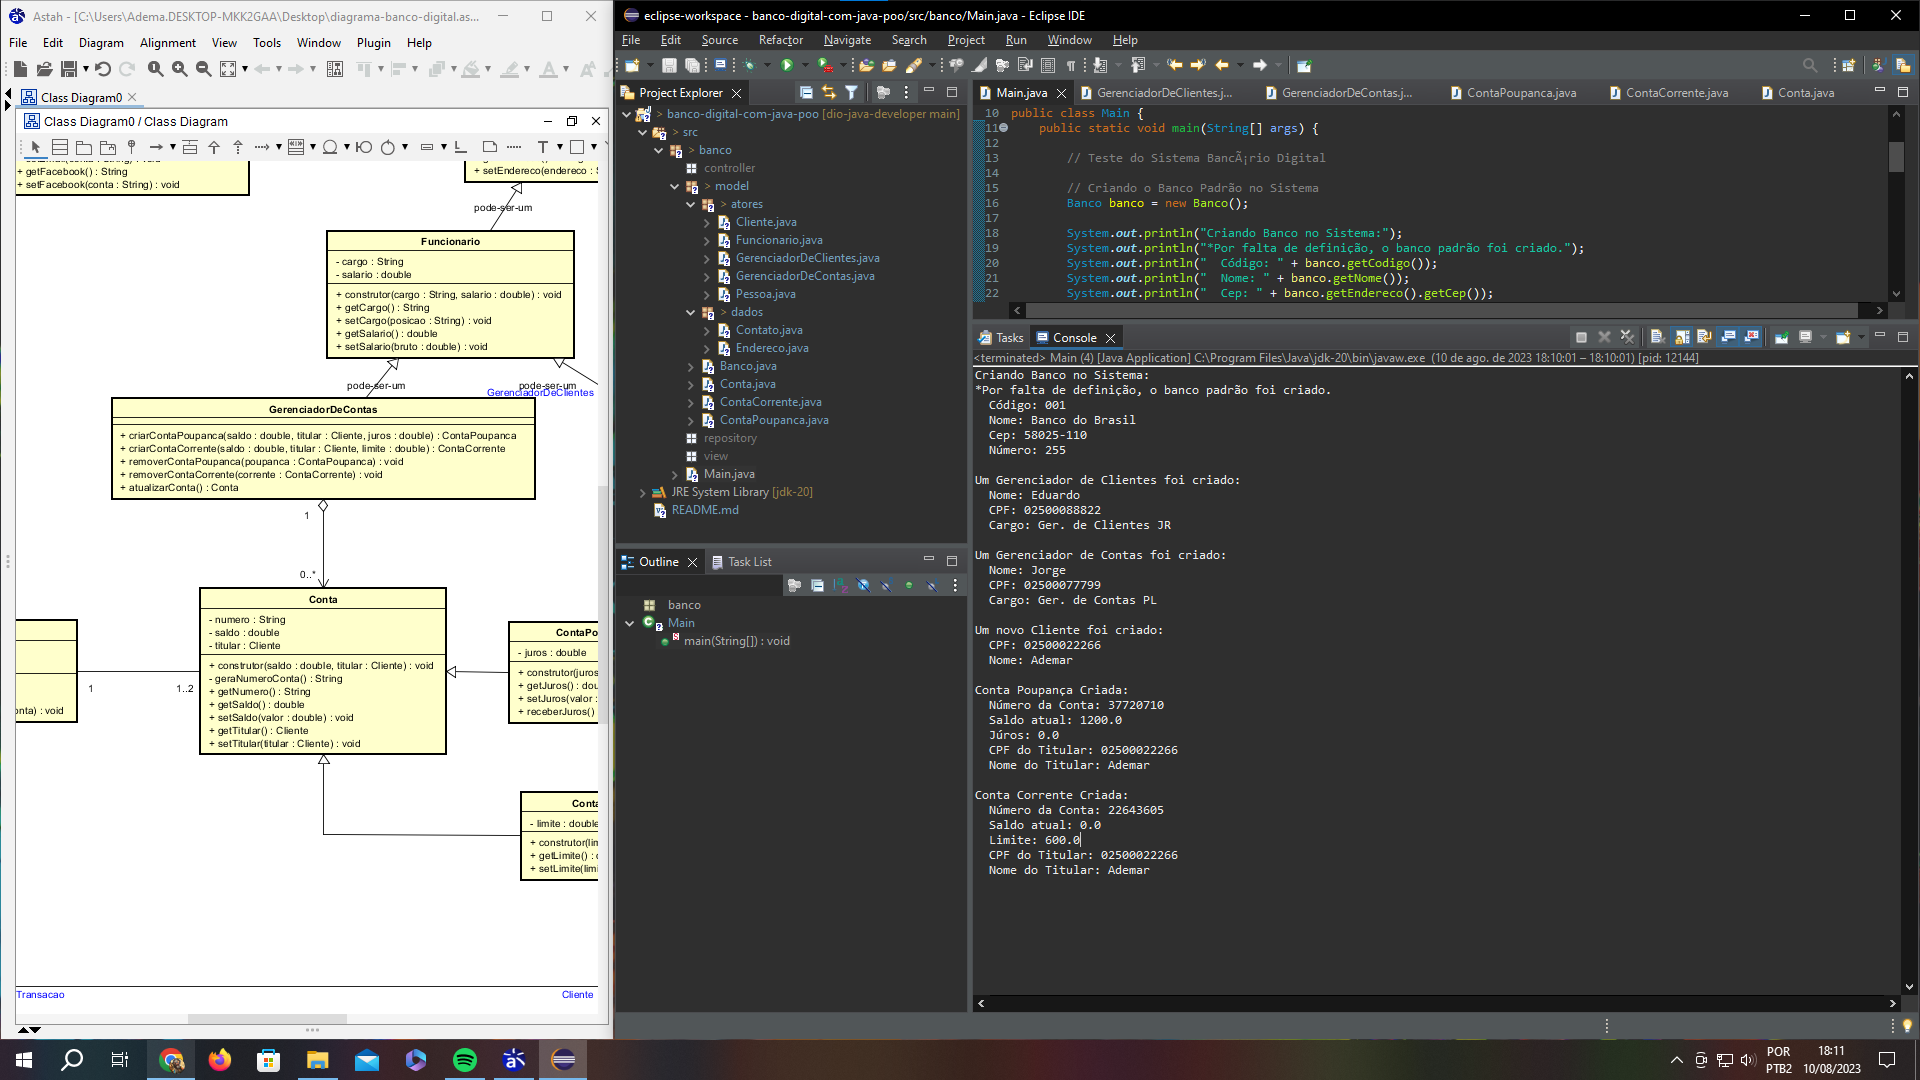 Astah - [C:\Users\Adema.DESKTOP-MKK2GAA\Desktop\diagrama-banco-digital.as...
File Edit Diagram Alignment View Tools Window Plugin Help
Class Diagram0
Class Diagram0 / Class Diagram
+ getFacebook() : String
+ setFacebook(conta : String) : void
+ setEndereco(endereco : S
pode-ser-um
Funcionario
- cargo : String
- salario : double
+ construtor(cargo : String, salario : double) : void
+ getCargo() : String
+ setCargo(posicao : String) : void
+ getSalario() : double
+ setSalario(bruto : double) : void
pode-ser-um
pode-ser-um
GerenciadorDeClientes
GerenciadorDeContas
+ criarContaPoupanca(saldo : double, titular : Cliente, juros : double) : ContaPoupanca
+ criarContaCorrente(saldo : double, titular : Cliente, limite : double) : ContaCorrente
+ removerContaPoupanca(poupanca : ContaPoupanca) : void
+ removerContaCorrente(corrente : ContaCorrente) : void
+ atualizarConta() : Conta
1
0..*
Conta
- numero : String
- saldo : double
- titular : Cliente
+ construtor(saldo : double, titular : Cliente) : void
- geraNumeroConta() : String
+ getNumero() : String
+ getSaldo() : double
+ setSaldo(valor : double) : void
+ getTitular() : Cliente
+ setTitular(titular : Cliente) : void
1
1..2
onta) : void
ContaPo
- juros : double
+ construtor(juros
+ getJuros() : dou
+ setJuros(valor :
+ receberJuros()
Conta
- limite : double
+ construtor(lim
+ getLimite() : d
+ setLimite(limi
Transacao
Cliente
eclipse-workspace - banco-digital-com-java-poo/src/banco/Main.java - Eclipse IDE
File Edit Source Refactor Navigate Search Project Run Window Help
Project Explorer
> banco-digital-com-java-poo [dio-java-developer main]
> src
> banco
controller
> model
> atores
Cliente.java
Funcionario.java
GerenciadorDeClientes.java
GerenciadorDeContas.java
Pessoa.java
> dados
Contato.java
Endereco.java
Banco.java
Conta.java
ContaCorrente.java
ContaPoupanca.java
repository
view
Main.java
JRE System Library [jdk-20]
README.md
Outline Task List
banco
Main
main(String[]) : void
Main.java GerenciadorDeClientes.j... GerenciadorDeContas.j... ContaPoupanca.java ContaCorrente.java Conta.java
10 public class Main {
11 public static void main(String[] args) {
12
13 // Teste do Sistema BancÃ¡rio Digital
14
15 // Criando o Banco Padrão no Sistema
16 Banco banco = new Banco();
17
18 System.out.println("Criando Banco no Sistema:");
19 System.out.println("*Por falta de definição, o banco padrão foi criado.");
20 System.out.println("  Código: " + banco.getCodigo());
21 System.out.println("  Nome: " + banco.getNome());
22 System.out.println("  Cep: " + banco.getEndereco().getCep());
Tasks Console
<terminated> Main (4) [Java Application] C:\Program Files\Java\jdk-20\bin\javaw.exe (10 de ago. de 2023 18:10:01 – 18:10:01) [pid: 12144]
Criando Banco no Sistema:
*Por falta de definição, o banco padrão foi criado.
Código: 001
Nome: Banco do Brasil
Cep: 58025-110
Número: 255
Um Gerenciador de Clientes foi criado:
Nome: Eduardo
CPF: 02500088822
Cargo: Ger. de Clientes JR
Um Gerenciador de Contas foi criado:
Nome: Jorge
CPF: 02500077799
Cargo: Ger. de Contas PL
Um novo Cliente foi criado:
CPF: 02500022266
Nome: Ademar
Conta Poupança Criada:
Número da Conta: 37720710
Saldo atual: 1200.0
Júros: 0.0
CPF do Titular: 02500022266
Nome do Titular: Ademar
Conta Corrente Criada:
Número da Conta: 22643605
Saldo atual: 0.0
Limite: 600.0
CPF do Titular: 02500022266
Nome do Titular: Ademar
POR
PTB2
18:11
10/08/2023